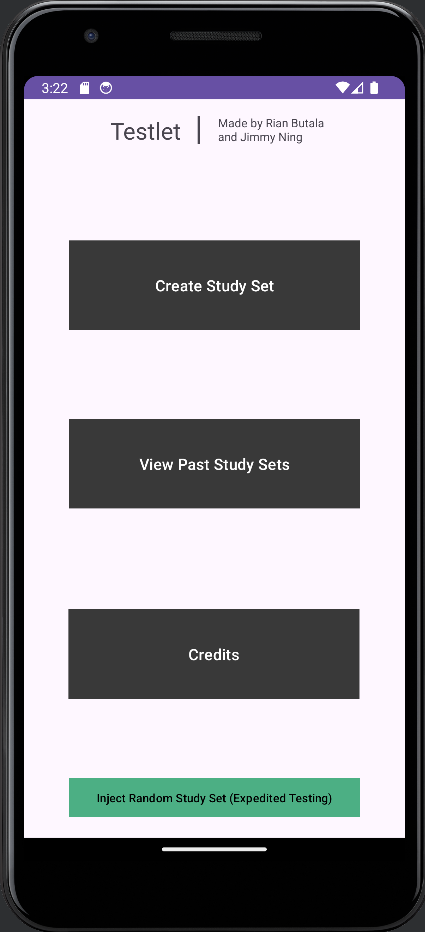 3:22
Testlet
Made by Rian Butala
and Jimmy Ning
Create Study Set
View Past Study Sets
Credits
Inject Random Study Set (Expedited Testing)